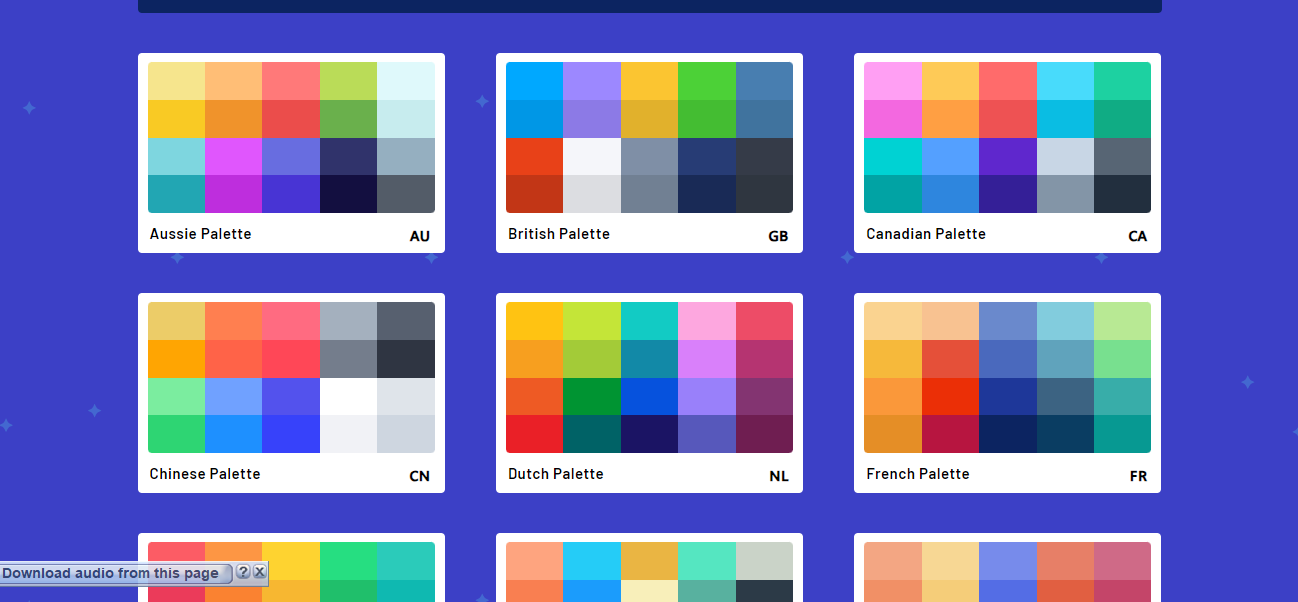 Aussie Palette AU
British Palette GB
Canadian Palette CA
Chinese Palette CN
Dutch Palette NL
French Palette FR
Download audio from this page ? X